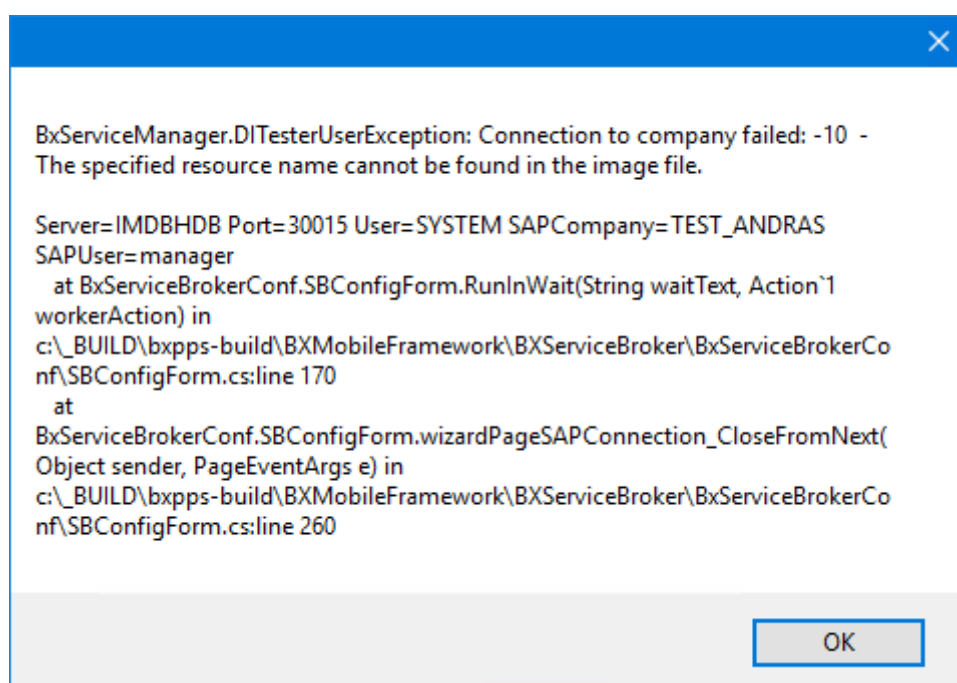 BxServiceManager.DITesterUserException: Connection to company failed: -10  -
The specified resource name cannot be found in the image file.
Server=IMDBHDB Port=30015 User=SYSTEM SAPCompany=TEST_ANDRAS
SAPUser=manager
at BxServiceBrokerConf.SBConfigForm.RunInWait(String waitText, Action`1
workerAction) in
c:\_BUILD\bxpps-build\BXMobileFramework\BXServiceBroker\BxServiceBrokerCo
nf\SBConfigForm.cs:line 170
at
BxServiceBrokerConf.SBConfigForm.wizardPageSAPConnection_CloseFromNext(
Object sender, PageEventArgs e) in
c:\_BUILD\bxpps-build\BXMobileFramework\BXServiceBroker\BxServiceBrokerCo
nf\SBConfigForm.cs:line 260
OK